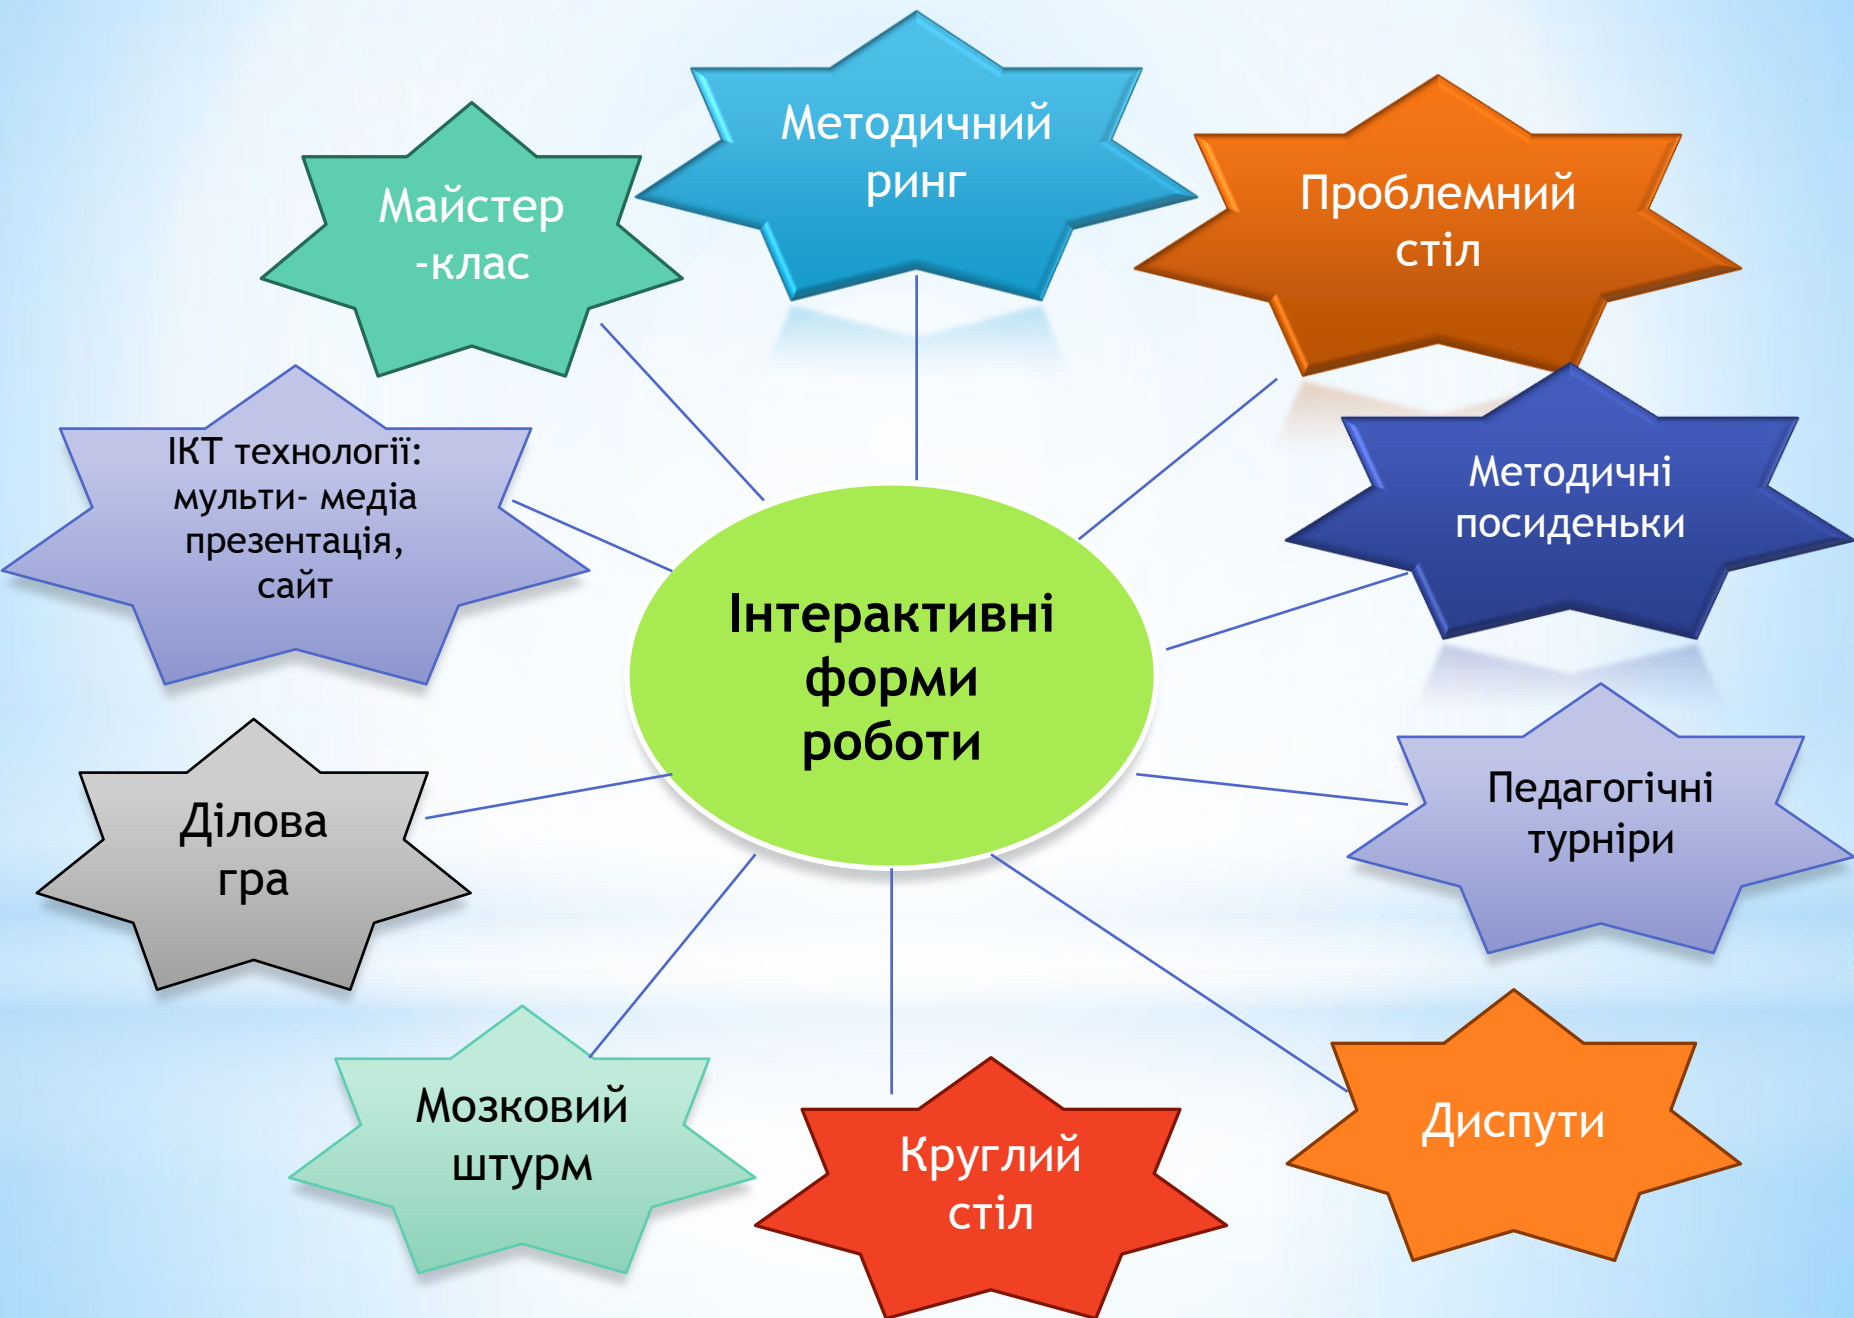 Методичний
ринг
Майстер
-клас
Проблемний
стіл
ІКТ технології:
мульти- медіа
презентація,
сайт
Методичні
посиденьки
Інтерактивні
форми
роботи
Ділова
гра
Педагогічні
турніри
Мозковий
штурм
Круглий
стіл
Диспути